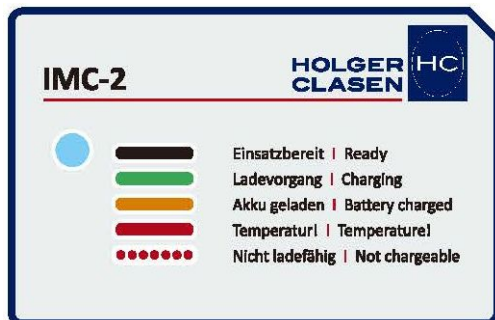 IMC-2
HOLGER
CLASEN
HC
Einsatzbereit | Ready
Ladevorgang | Charging
Akku geladen | Battery charged
Temperatur! | Temperature!
Nicht ladefähig | Not chargeable